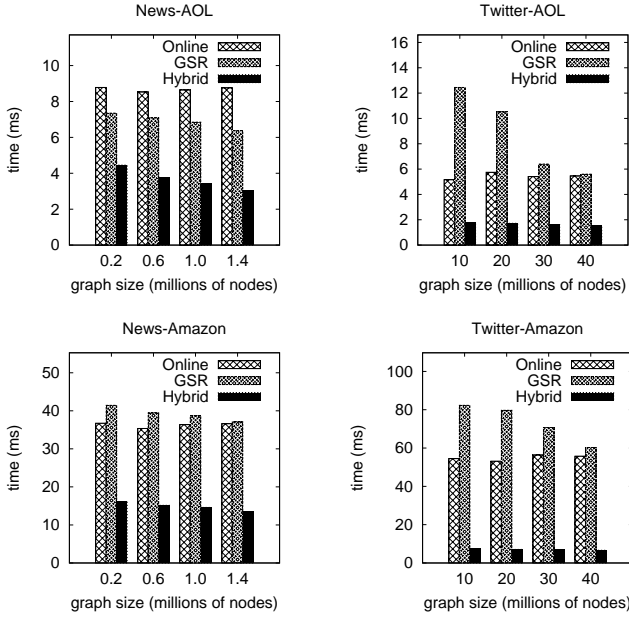 News-AOL
Online
GSR
Hybrid
10
8
6
4
2
0
time (ms)
0.2 0.6 1.0 1.4
graph size (millions of nodes)
Twitter-AOL
Online
GSR
Hybrid
16
14
12
10
8
6
4
2
0
time (ms)
10 20 30 40
graph size (millions of nodes)
News-Amazon
Online
GSR
Hybrid
50
40
30
20
10
0
time (ms)
0.2 0.6 1.0 1.4
graph size (millions of nodes)
Twitter-Amazon
Online
GSR
Hybrid
100
80
60
40
20
0
time (ms)
10 20 30 40
graph size (millions of nodes)